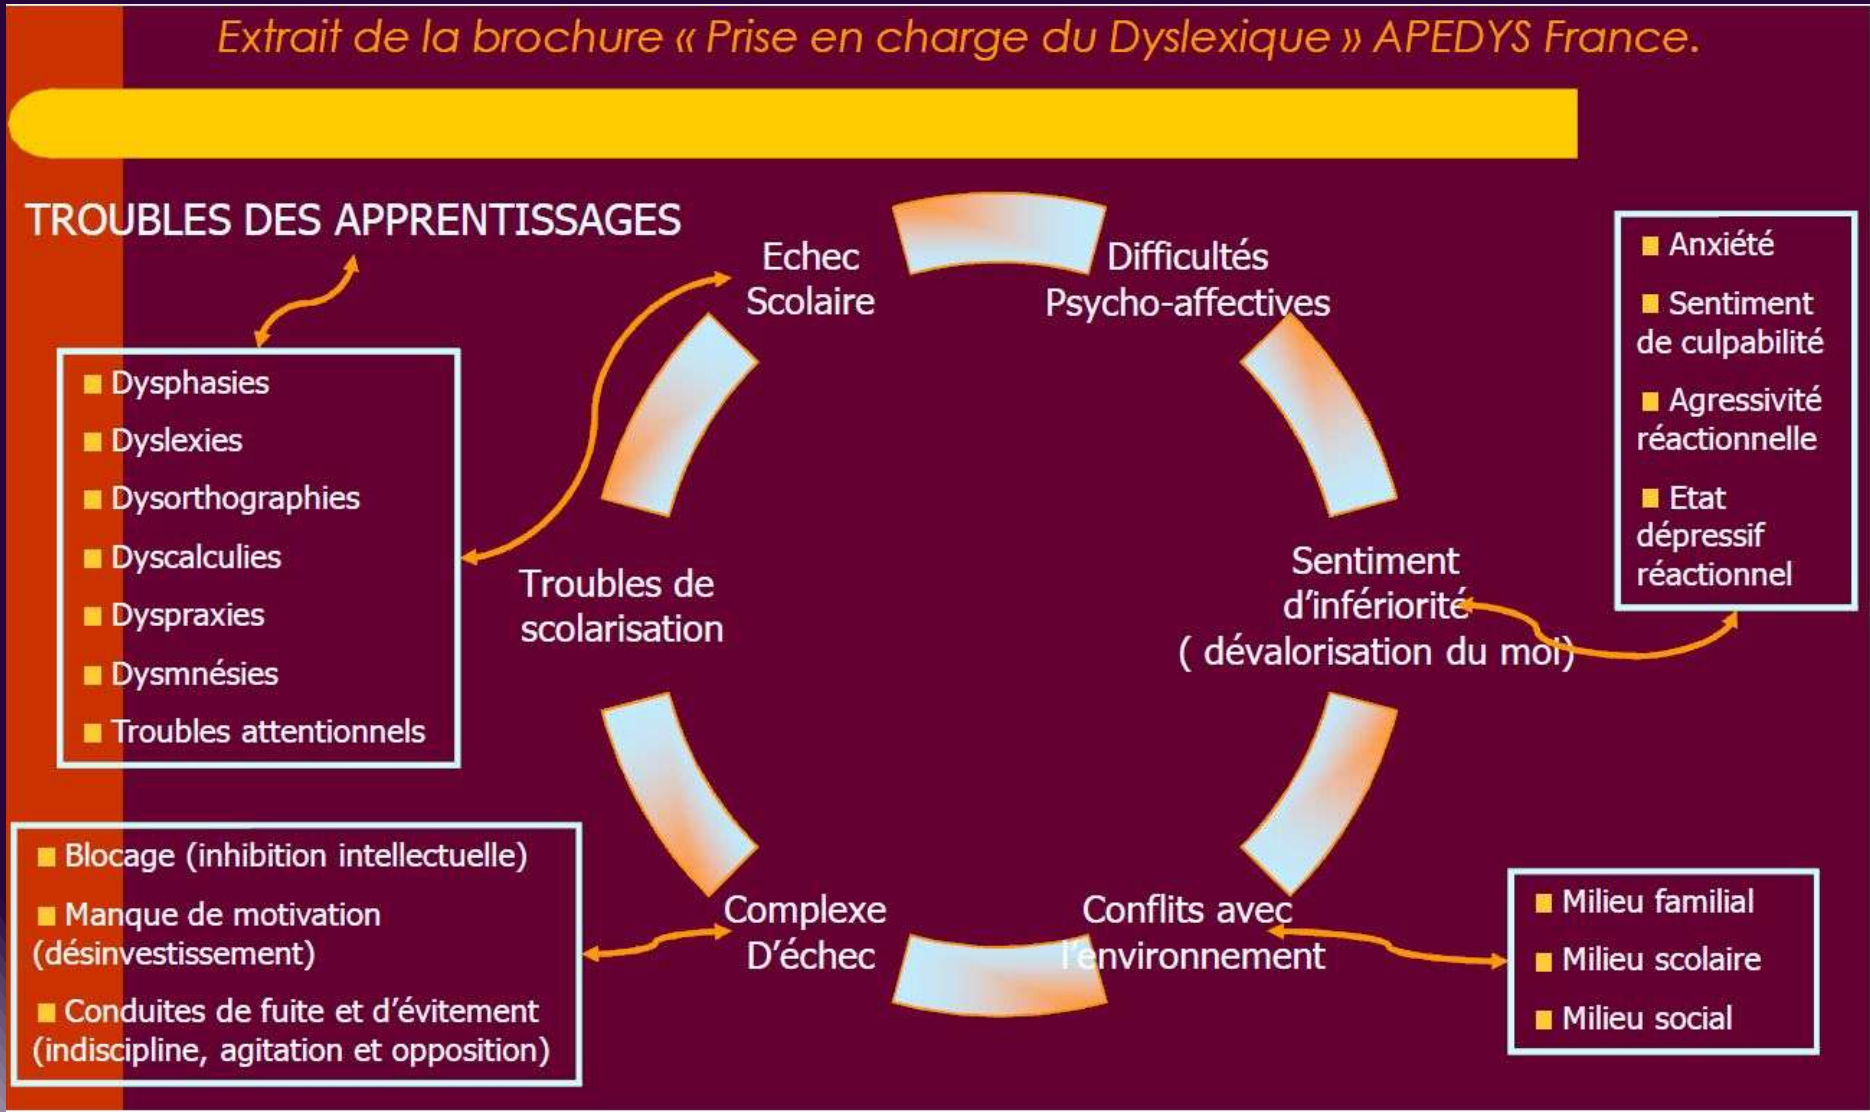 Extrait de la brochure « Prise en charge du Dyslexique » APEDYS France.
TROUBLES DES APPRENTISSAGES
Dysphasies
Dyslexies
Dysorthographies
Dyscalculies
Dyspraxies
Dysmnésies
Troubles attentionnels
Echec
Scolaire
Difficultés
Psycho-affectives
Anxiété
Sentiment
de culpabilité
Agressivité
réactionnelle
Etat
dépressif
réactionnel
Sentiment
d'infériorité
( dévalorisation du moi)
Troubles de
scolarisation
Blocage (inhibition intellectuelle)
Manque de motivation
(désinvestissement)
Conduites de fuite et d'évitement
(indiscipline, agitation et opposition)
Complexe
D'échec
Conflits avec
l'environnement
Milieu familial
Milieu scolaire
Milieu social